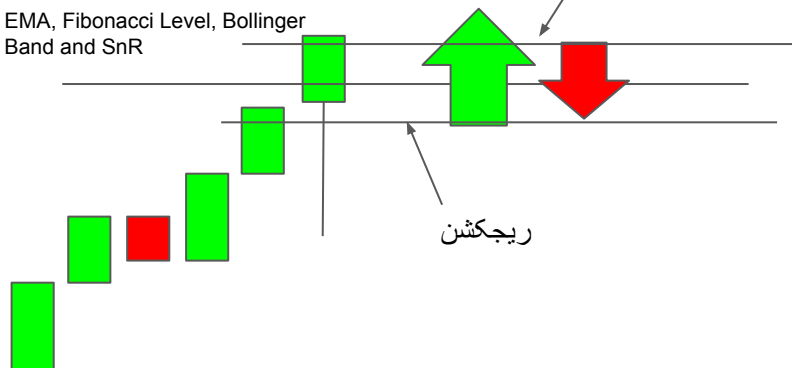 EMA, Fibonacci Level, Bollinger
Band and SnR
ریجکشن